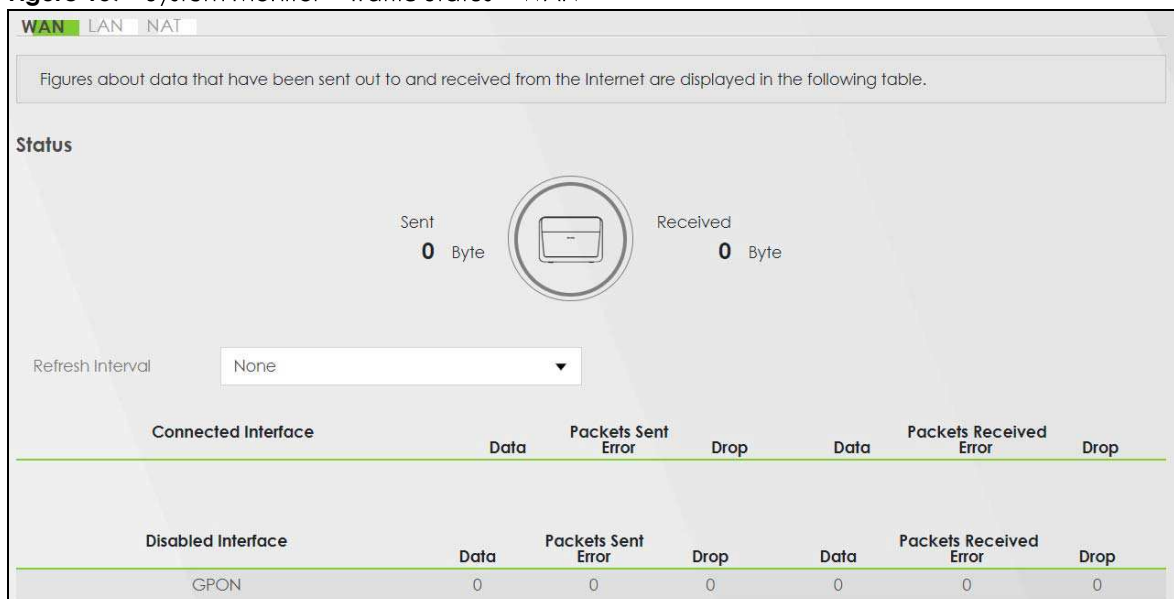 WAN LAN NAT
Figures about data that have been sent out to and received from the Internet are displayed in the following table.
Status
Sent
0 Byte
Received
0 Byte
Refresh Interval None
Connected Interface Packets Sent Packets Received
Data Error Drop Data Error Drop
Disabled Interface Packets Sent Packets Received
Data Error Drop Data Error Drop
GPON 0 0 0 0 0 0